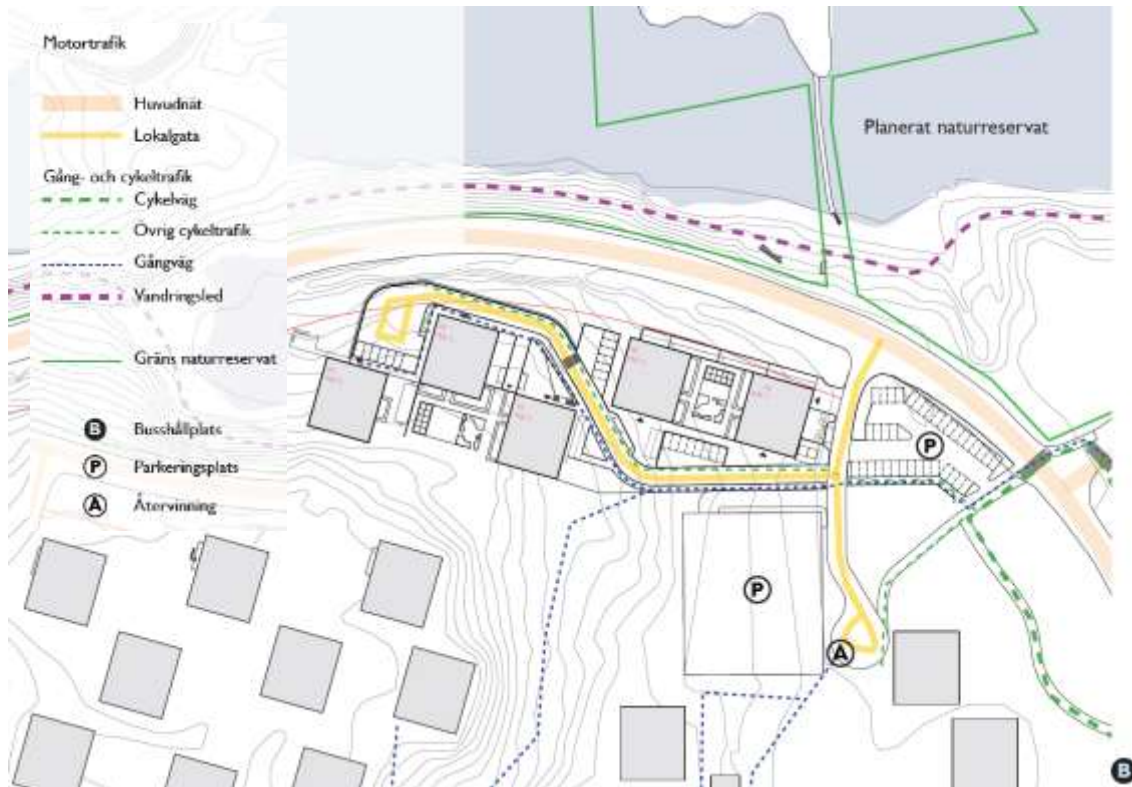 Motortrafik
Huvudnät
Lokalgata
Gång- och cykeltrafik
Cykelväg
Övrig cykeltrafik
Gångväg
Vandringsled
Gräns naturreservat
B Busshållplats
P Parkeringsplats
Å Återvinning
Planerat naturreservat
P
P
Å
B